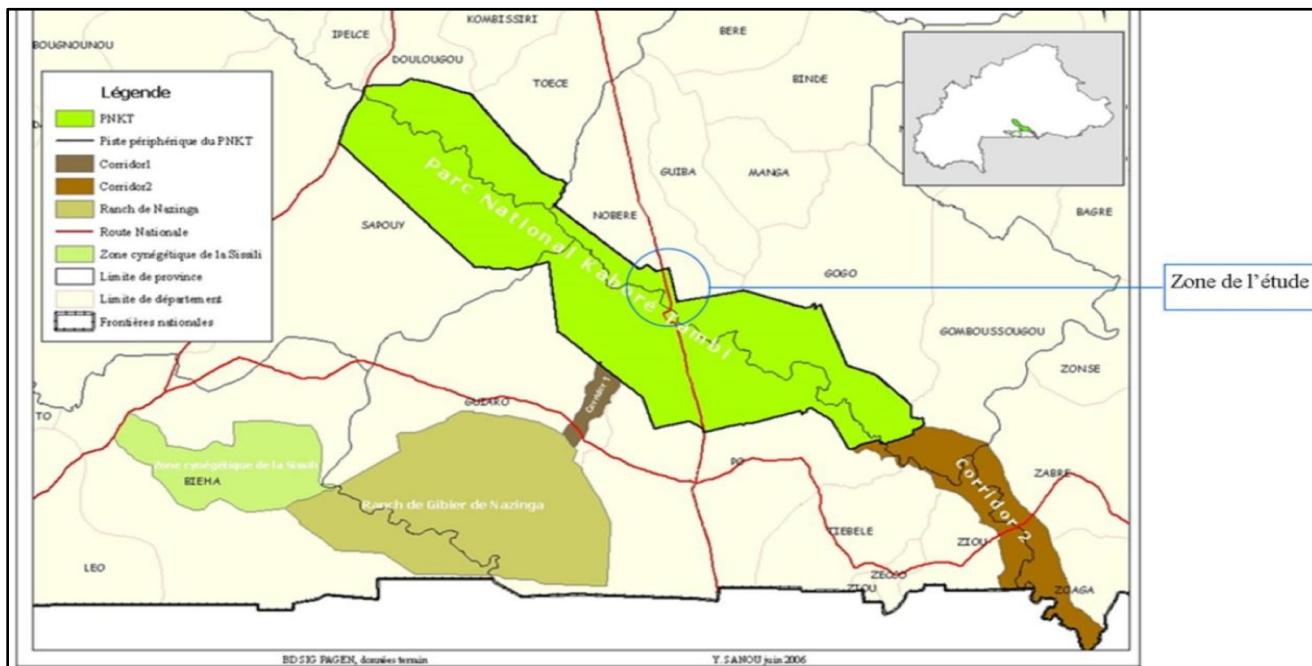 KOMBISSIRI
IPELCE
BERE
BOUGNOUNOU
DOULOUGOU
TOECE
BINDE
Légende
PNKT
Piste périphérique du PNKT
Corridor1
Corridor2
Ranch de Nazinga
Route Nationale
Zone cynégétique de la Sissili
Limite de province
Limite de département
Frontières nationales
GUIBA
MANGA
NOBERE
BAGRE
SAPOUY
Parc National Kaboré Tambi
GOGO
Zone de l'étude
GOMBOUSSOUGOU
ZONSE
TO
GUIARO
Corridor 1
PO
Zone cynégétique de la Sissili
BIEHA
Ranch de Gibier de Nazinga
Corridor 2
ZABRE
TIEBELE
ZIOU
LEO
ZECCO
ZIOU
ZOAGA
BD SIG PAGEN, données terrain
Y. SANOU juin 2006